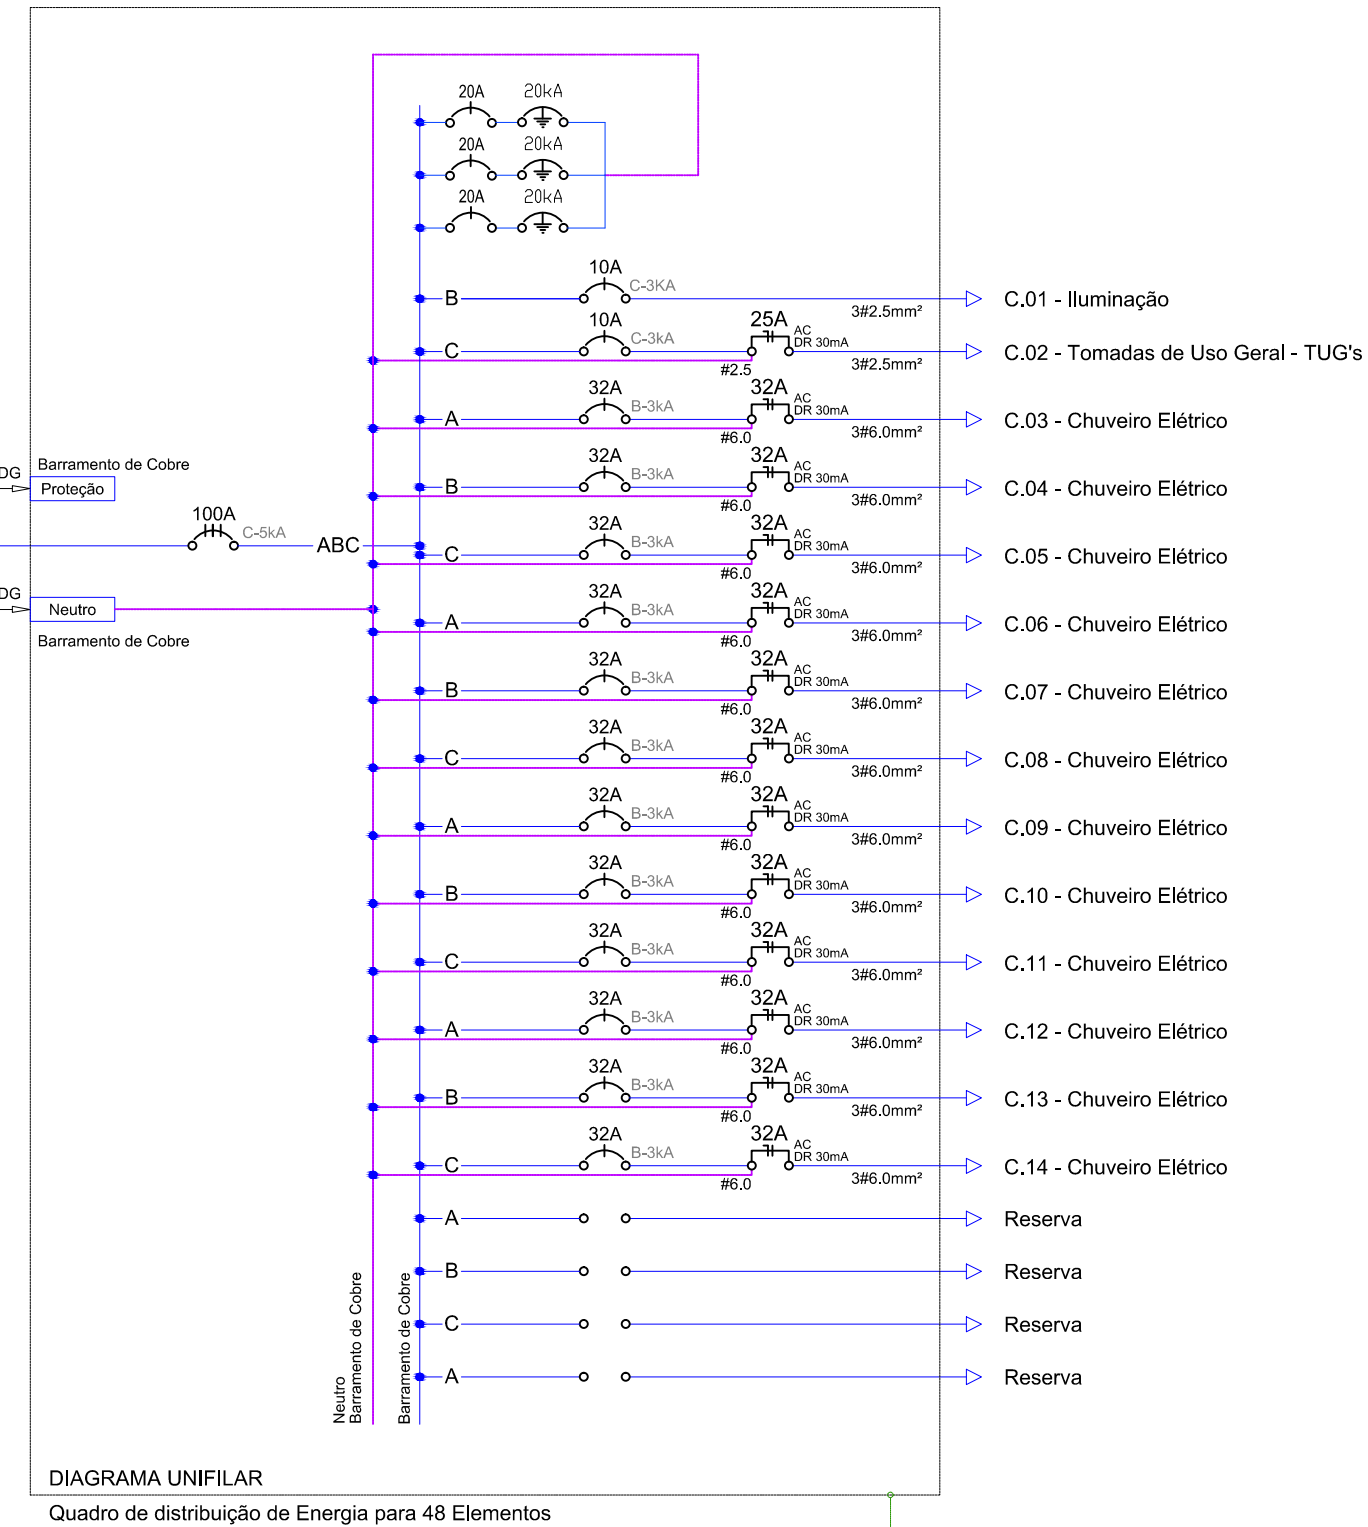 20A 20kA
20A 20kA
20A 20kA
10A
B C-3KA
3#2.5mm² C.01 - Iluminação
10A 25A AC
C C-3kA DR 30mA
#2.5 3#2.5mm² C.02 - Tomadas de Uso Geral - TUG's
32A 32A AC
A B-3kA DR 30mA
#6.0 3#6.0mm² C.03 - Chuveiro Elétrico
DG Barramento de Cobre
Proteção
32A 32A AC
B B-3kA DR 30mA
#6.0 3#6.0mm² C.04 - Chuveiro Elétrico
100A C-5kA ABC
32A 32A AC
C B-3kA DR 30mA
#6.0 3#6.0mm² C.05 - Chuveiro Elétrico
DG Neutro
Barramento de Cobre
32A 32A AC
A B-3kA DR 30mA
#6.0 3#6.0mm² C.06 - Chuveiro Elétrico
32A 32A AC
B B-3kA DR 30mA
#6.0 3#6.0mm² C.07 - Chuveiro Elétrico
32A 32A AC
C B-3kA DR 30mA
#6.0 3#6.0mm² C.08 - Chuveiro Elétrico
32A 32A AC
A B-3kA DR 30mA
#6.0 3#6.0mm² C.09 - Chuveiro Elétrico
32A 32A AC
B B-3kA DR 30mA
#6.0 3#6.0mm² C.10 - Chuveiro Elétrico
32A 32A AC
C B-3kA DR 30mA
#6.0 3#6.0mm² C.11 - Chuveiro Elétrico
32A 32A AC
A B-3kA DR 30mA
#6.0 3#6.0mm² C.12 - Chuveiro Elétrico
32A 32A AC
B B-3kA DR 30mA
#6.0 3#6.0mm² C.13 - Chuveiro Elétrico
32A 32A AC
C B-3kA DR 30mA
#6.0 3#6.0mm² C.14 - Chuveiro Elétrico
A Reserva
B Reserva
C Reserva
A Reserva
Neutro
Barramento de Cobre
Barramento de Cobre
DIAGRAMA UNIFILAR
Quadro de distribuição de Energia para 48 Elementos